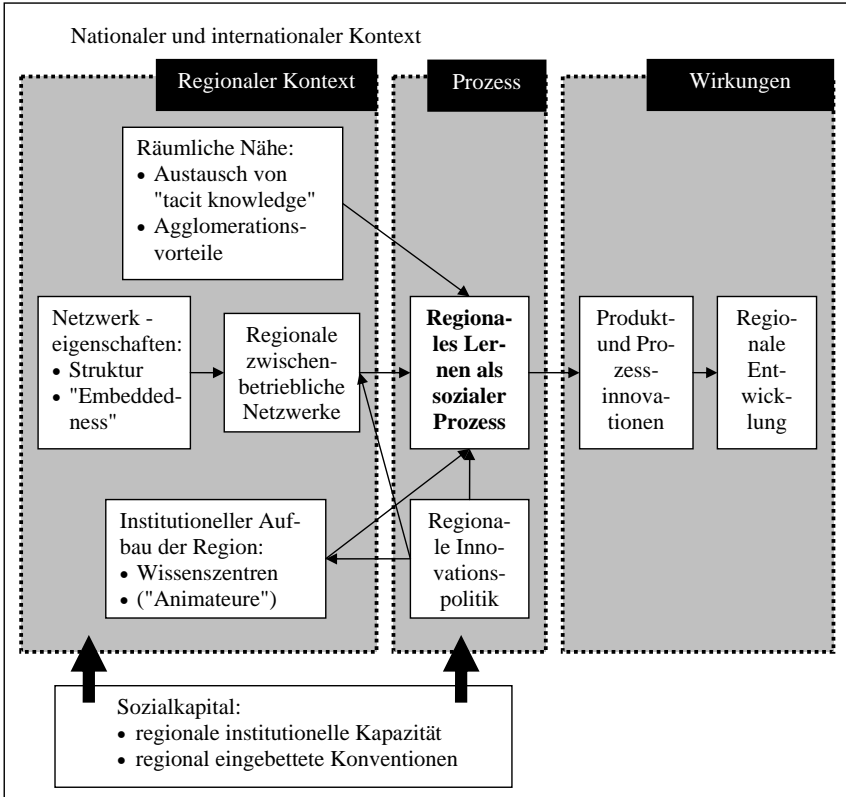 Nationaler und internationaler Kontext
Regionaler Kontext
Prozess
Wirkungen
Räumliche Nähe:
• Austausch von
"tacit knowledge"
• Agglomerations-
vorteile
Netzwerk -
eigenschaften:
• Struktur
• "Embedded-
ness"
Regionale
zwischen-
betriebliche
Netzwerke
Regiona-
les Ler-
nen als
sozialer
Prozess
Produkt-
und Pro-
zess-
innova-
tionen
Regio-
nale
Ent-
wick-
lung
Institutioneller Auf-
bau der Region:
• Wissenszentren
• ("Animateure")
Regiona-
le Inno-
vations-
politik
Sozialkapital:
• regionale institutionelle Kapazität
• regional eingebettete Konventionen